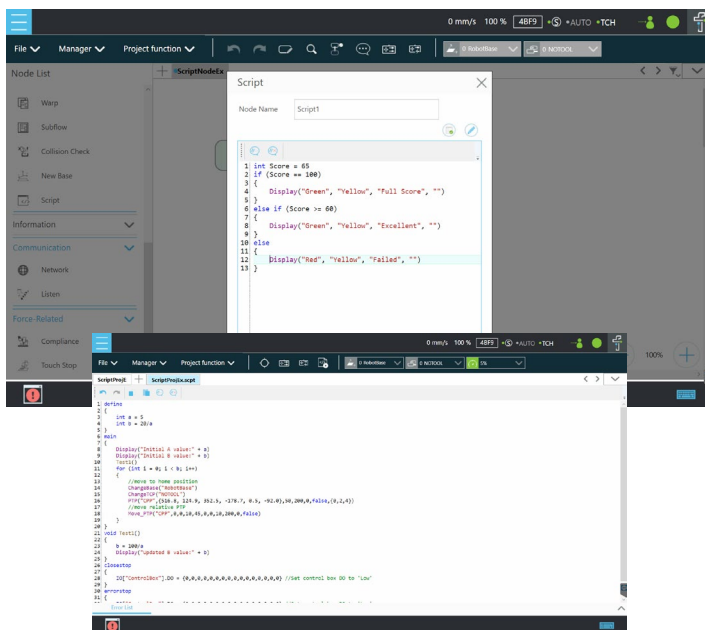 0 mm/s 100 % 4BF9 •Ⓢ •AUTO •TCH
File Manager Project function 0 RobotBase 0 NOTOOL
Node List
Warp
Subflow
Collision Check
New Base
Script
Information
Communication
Network
Listen
Force-Related
Compliance
Touch Stop
*ScriptNodeEx
Script
Node Name Script1
1 int Score = 65
2 if (Score == 100)
3 {
4 Display("Green", "Yellow", "Full Score", "")
5 }
6 else if (Score >= 60)
7 {
8 Display("Green", "Yellow", "Excellent", "")
9 }
10 else
11 {
12 Display("Red", "Yellow", "Failed", "")
13 }
100%
0 mm/s 100 % 4BF9 •Ⓢ •AUTO •TCH
File Manager Project function 0 RobotBase 0 NOTOOL 5%
ScriptProjE ScriptProjEx.scpt
1 define
2 {
3 int a = 5
4 int b = 20/a
5 }
6 main
7 {
8 Display("Initial A value:" + a)
9 Display("Initial B value:" + b)
10 Test1()
11 for (int i = 0; i < b; i++)
12 {
13 //move to home position
14 ChangeBase("RobotBase")
15 ChangeTCP("NOTOOL")
16 PTP("CPP",{516.8, 124.9, 352.5, -178.7, 0.5, -92.0},50,200,0,false,{0,2,4})
17 //move relative PTP
18 Move_PTP("CPP",0,0,10,45,0,0,10,200,0,false)
19 }
20 }
21 void Test1()
22 {
23 b = 100/a
24 Display("Updated B value:" + b)
25 }
26 closestop
27 {
28 IO["ControlBox"].DO = {0,0,0,0,0,0,0,0,0,0,0,0,0,0,0,0} //Set control box DO to "Low"
29 }
30 errorstop
31 {
Error List